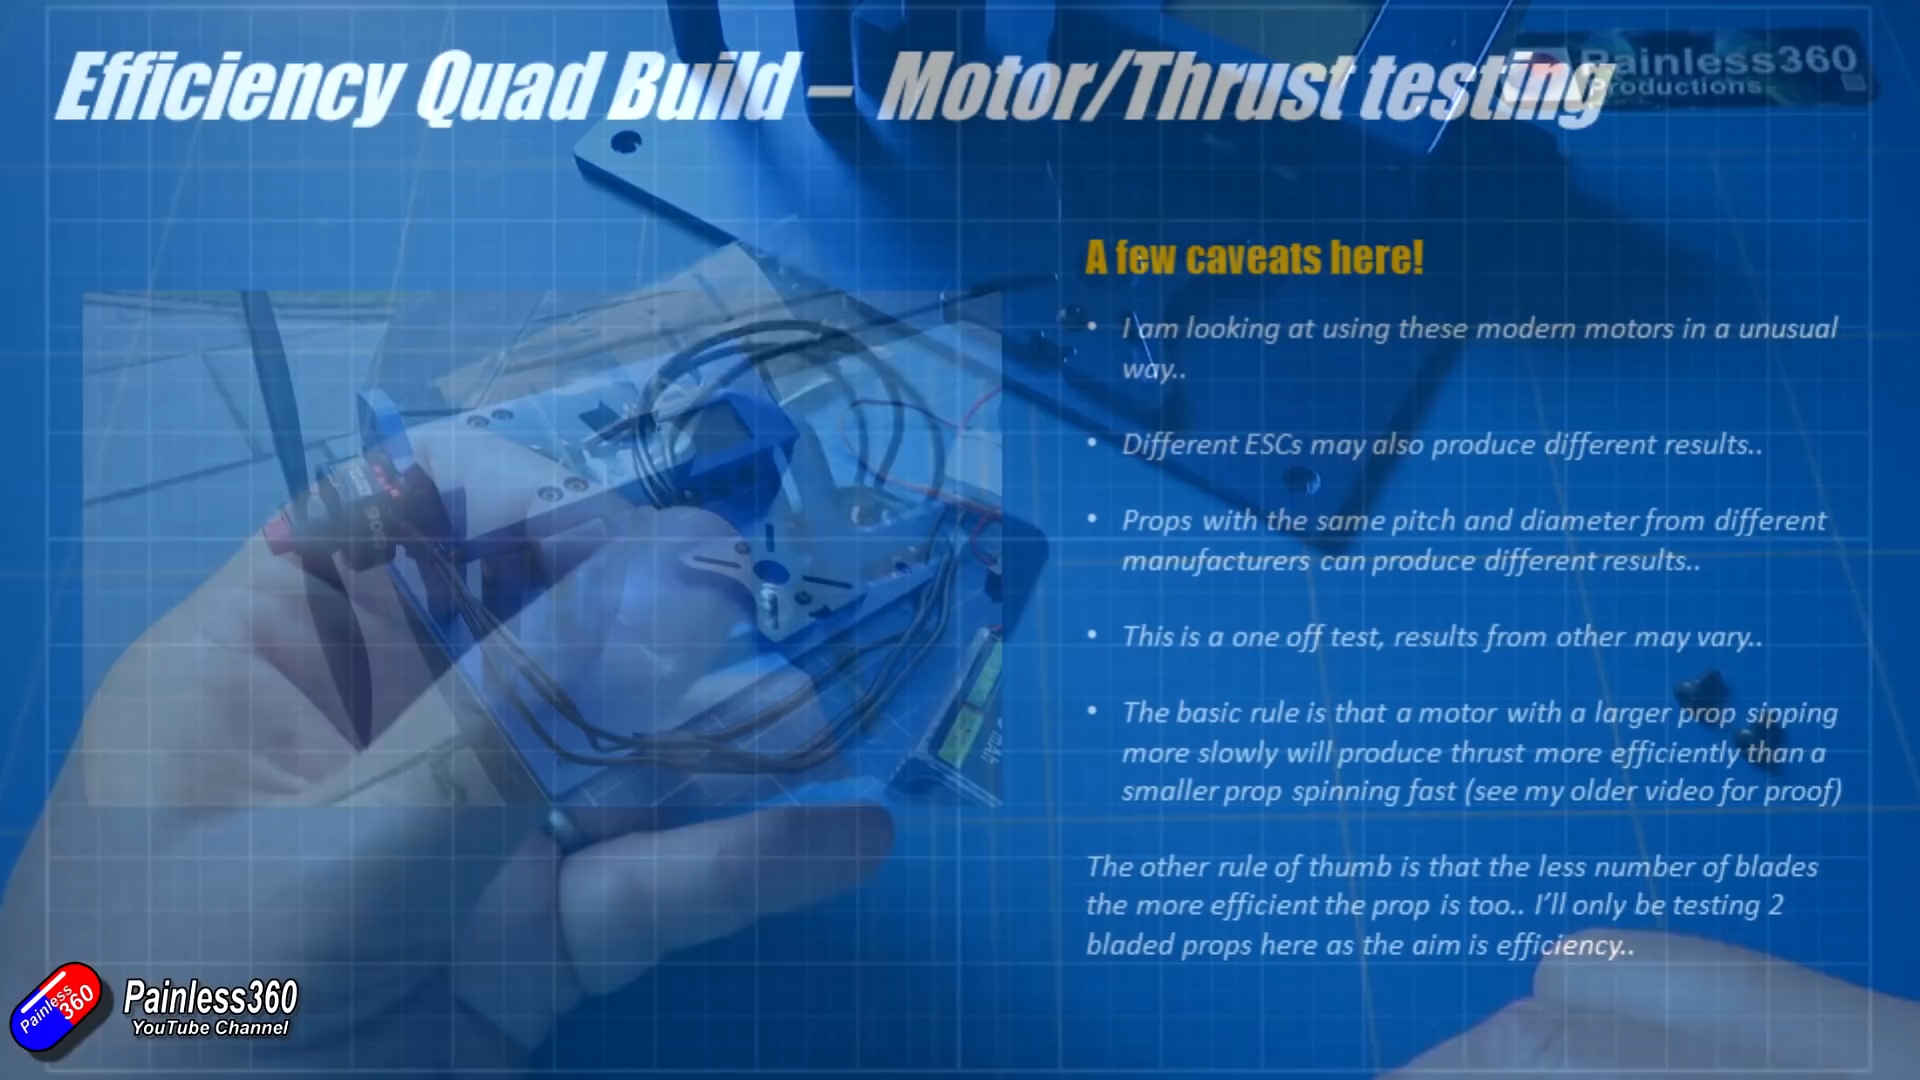 Efficiency Quad Build – Motor/Thrust testing
Painless360
Productions
A few caveats here!
• I am looking at using these modern motors in a unusual
way..
• Different ESCs may also produce different results..
• Props with the same pitch and diameter from different
manufacturers can produce different results..
• This is a one off test, results from other may vary..
• The basic rule is that a motor with a larger prop sipping
more slowly will produce thrust more efficiently than a
smaller prop spinning fast (see my older video for proof)
The other rule of thumb is that the less number of blades
the more efficient the prop is too.. I'll only be testing 2
bladed props here as the aim is efficiency..
Painless
360
Painless360
YouTube Channel